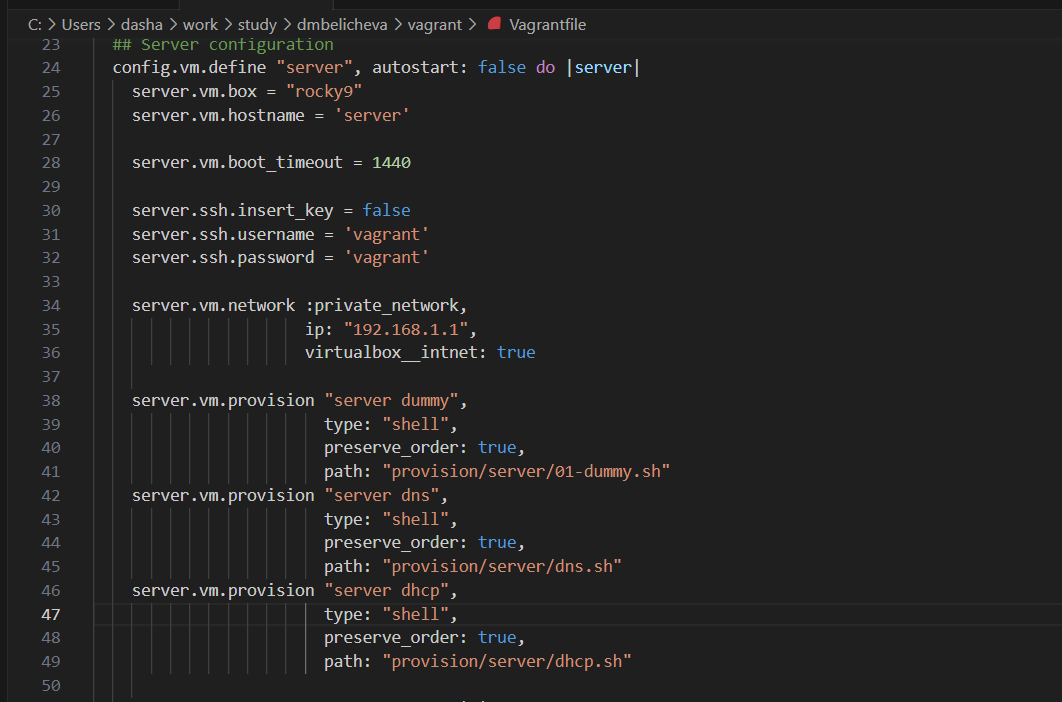 C: > Users > dasha > work > study > dmbelicheva > vagrant > Vagrantfile
23 ## Server configuration
24 config.vm.define "server", autostart: false do |server|
25 server.vm.box = "rocky9"
26 server.vm.hostname = 'server'
27
28 server.vm.boot_timeout = 1440
29
30 server.ssh.insert_key = false
31 server.ssh.username = 'vagrant'
32 server.ssh.password = 'vagrant'
33
34 server.vm.network :private_network,
35 ip: "192.168.1.1",
36 virtualbox__intnet: true
37
38 server.vm.provision "server dummy",
39 type: "shell",
40 preserve_order: true,
41 path: "provision/server/01-dummy.sh"
42 server.vm.provision "server dns",
43 type: "shell",
44 preserve_order: true,
45 path: "provision/server/dns.sh"
46 server.vm.provision "server dhcp",
47 type: "shell",
48 preserve_order: true,
49 path: "provision/server/dhcp.sh"
50